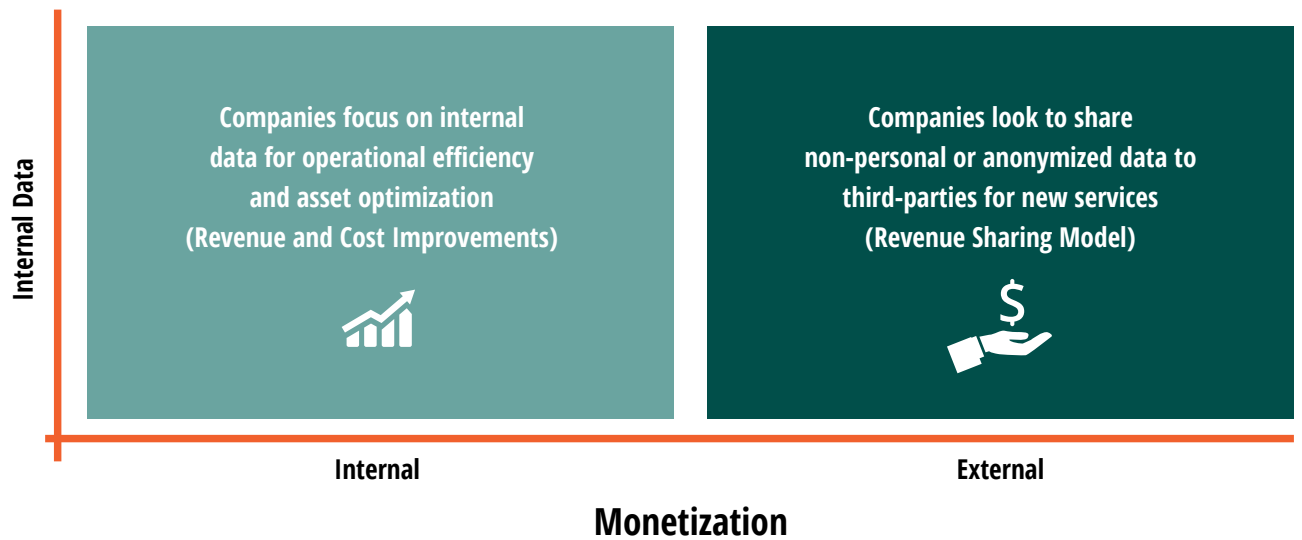 Internal Data
Companies focus on internal
data for operational efficiency
and asset optimization
(Revenue and Cost Improvements)
Companies look to share
non-personal or anonymized data to
third-parties for new services
(Revenue Sharing Model)
$
Internal
External
Monetization